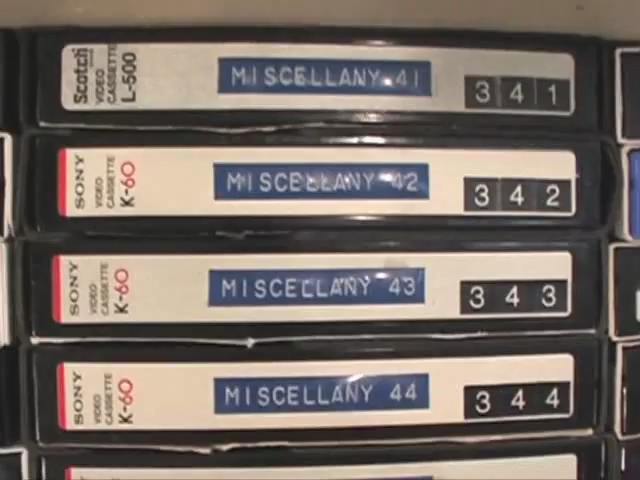 Scotch
VIDEO
CASSETTE
L-500
MISCELLANY 41
3 4 1
SONY
VIDEO
CASSETTE
K-60
MISCELLANY 42
3 4 2
SONY
VIDEO
CASSETTE
K-60
MISCELLANY 43
3 4 3
SONY
VIDEO
CASSETTE
K-60
MISCELLANY 44
3 4 4